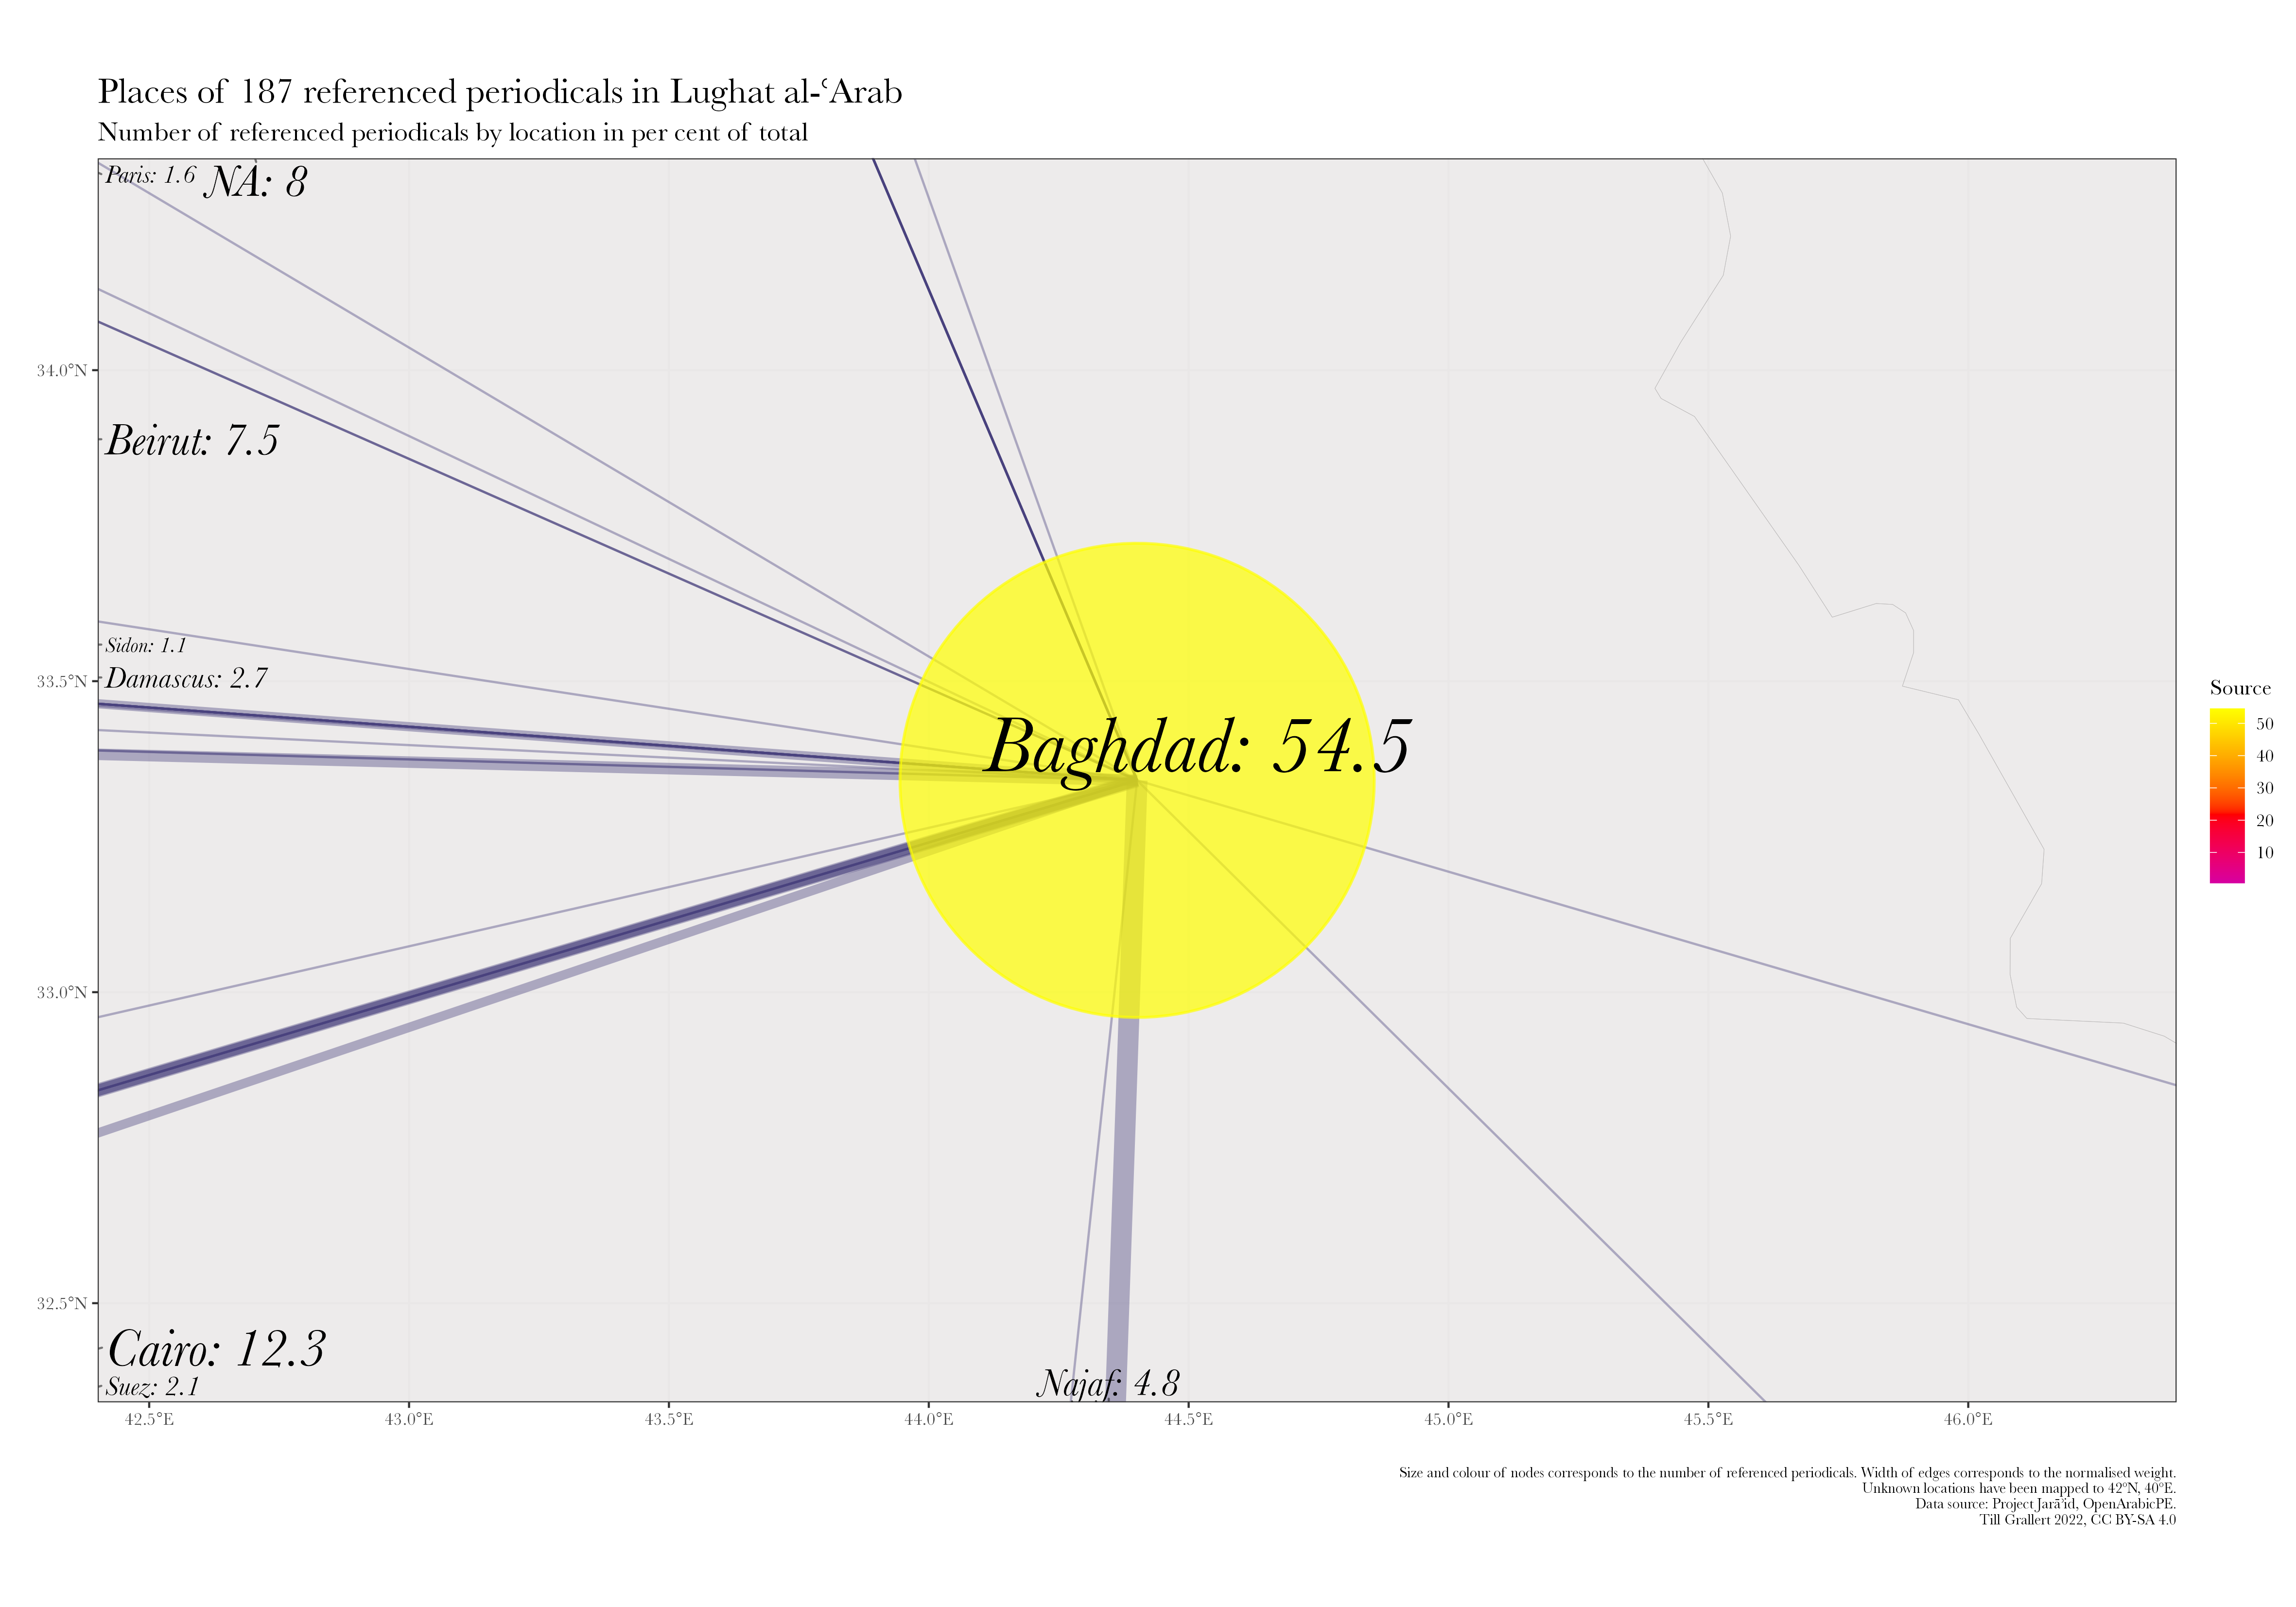 Places of 187 referenced periodicals in Lughat al-ʿArab
Number of referenced periodicals by location in per cent of total
Paris: 1.6
NA: 8
34.0°N
Beirut: 7.5
Sidon: 1.1
Damascus: 2.7
33.5°N
Baghdad: 54.5
Source
50
40
30
20
10
33.0°N
32.5°N
Cairo: 12.3
Suez: 2.1
Najaf: 4.8
42.5°E 43.0°E 43.5°E 44.0°E 44.5°E 45.0°E 45.5°E 46.0°E
Size and colour of nodes corresponds to the number of referenced periodicals. Width of edges corresponds to the normalised weight.
Unknown locations have been mapped to 42°N, 40°E.
Data source: Project Jarāʾid, OpenArabicPE.
Till Grallert 2022, CC BY-SA 4.0